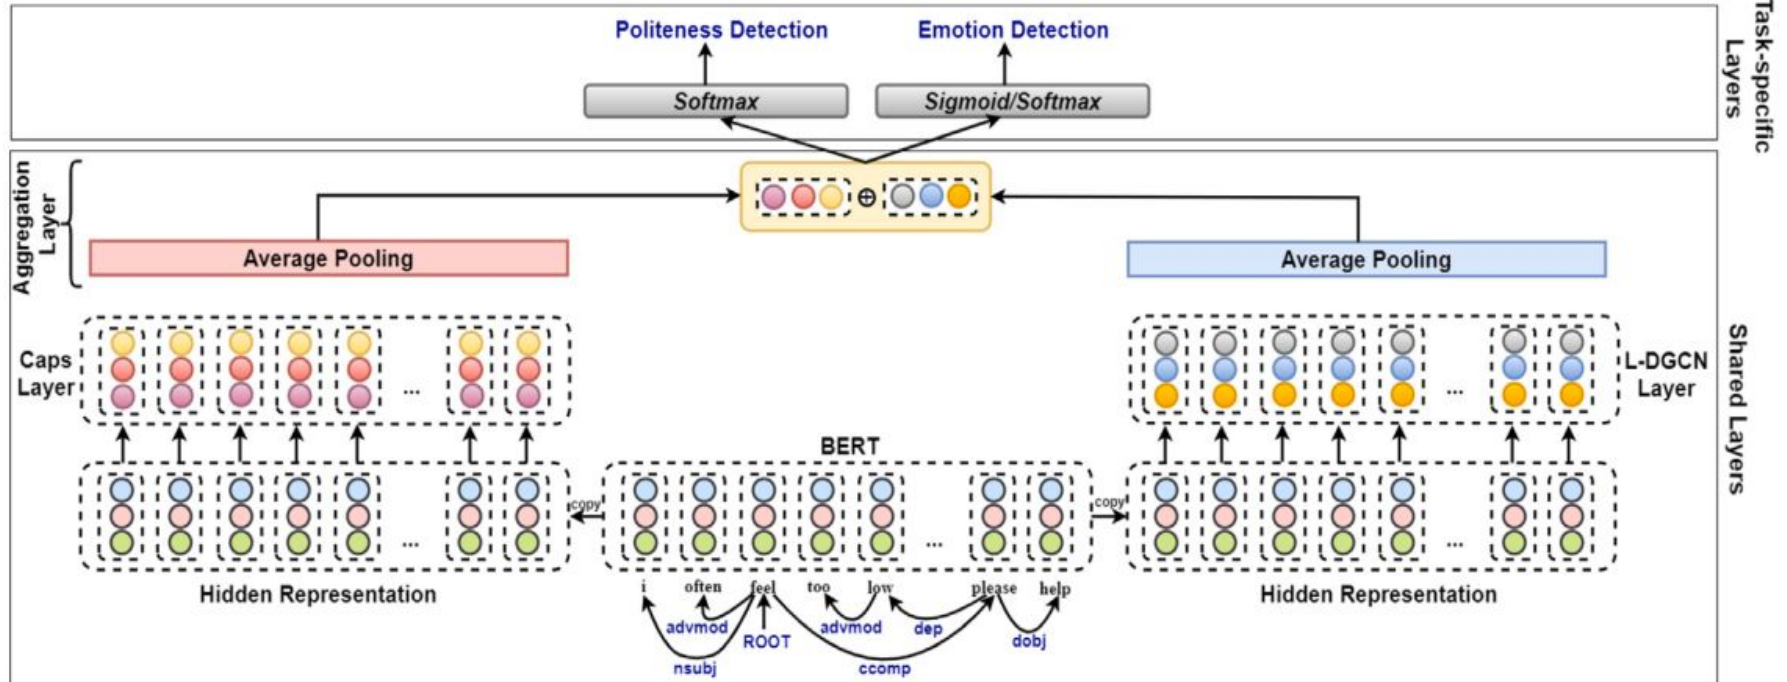 Politeness Detection
Emotion Detection
Softmax
Sigmoid/Softmax
Task-specific
Layers
Aggregation
Layer
⊕
Average Pooling
Average Pooling
Caps
Layer
...
...
L-DGCN
Layer
Shared Layers
BERT
copy
copy
...
...
...
Hidden Representation
i often feel too low please help
Hidden Representation
advmod
ROOT
advmod
dep
dobj
nsubj
ccomp